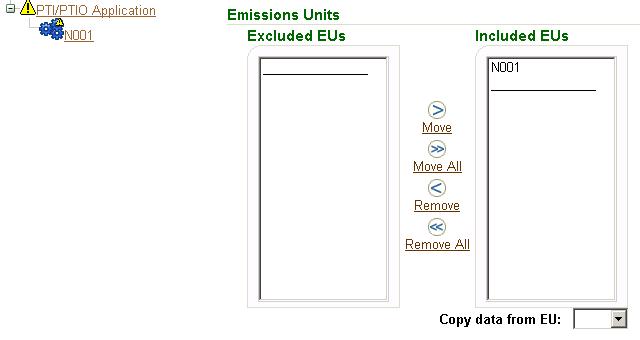 PTI/PTIO Application
N001
Emissions Units
Excluded EUs
Included EUs
N001
Move
Move All
Remove
Remove All
Copy data from EU: